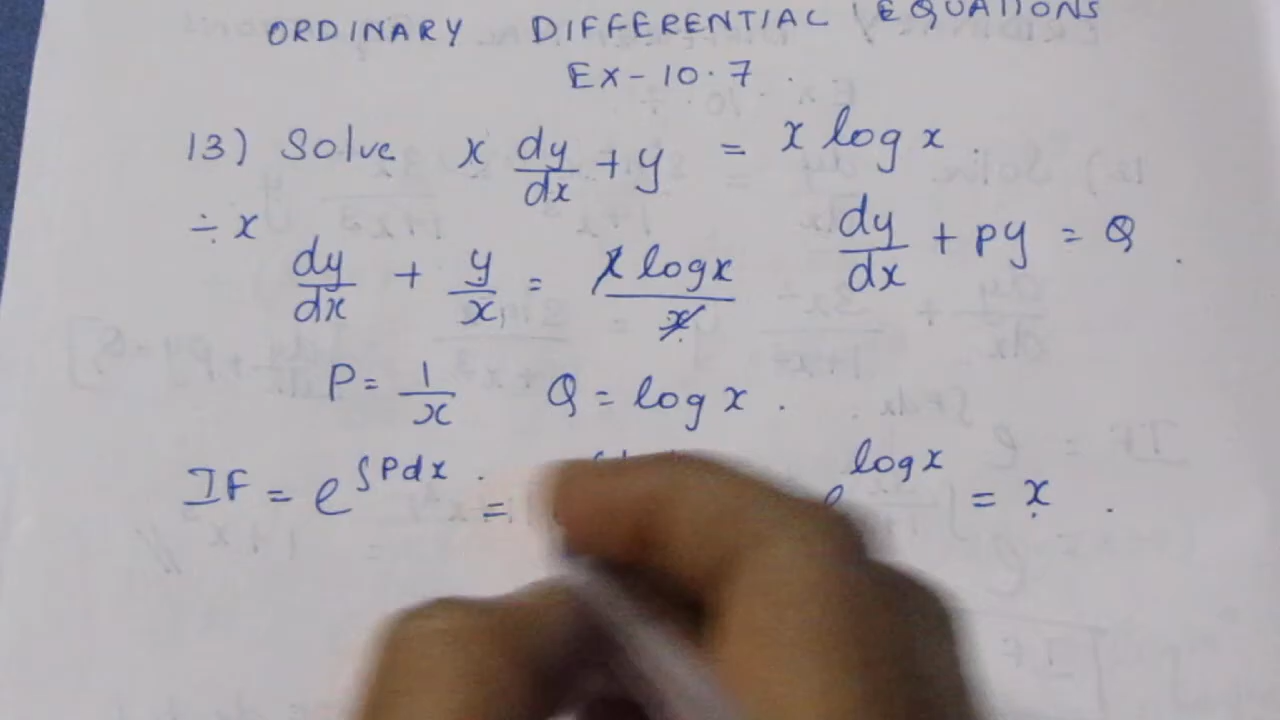 ORDINARY DIFFERENTIAL EQUATIONS
Ex - 10.7
13) Solve x dy/dx + y = x log x.
÷ x
dy/dx + y/x = x log x/x dy/dx + py = Q.
P = 1/x Q = log x.
IF = e^∫Pdx. = e^log x = x.